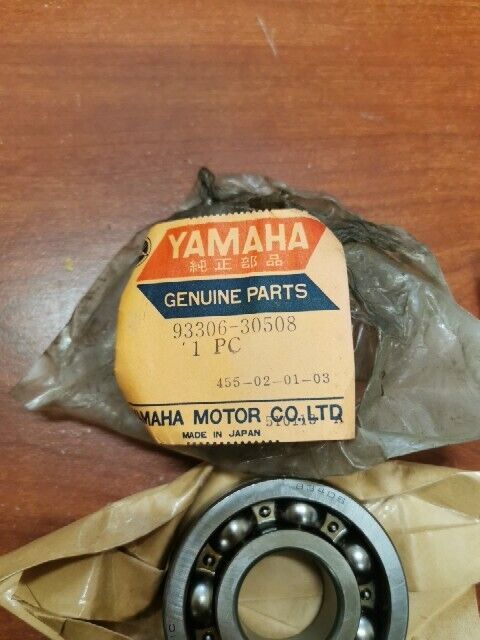 YAMAHA
純正部品
GENUINE PARTS
93306-30508
1 PC
455-02-01-03
YAMAHA MOTOR CO.LTD
MADE IN JAPAN